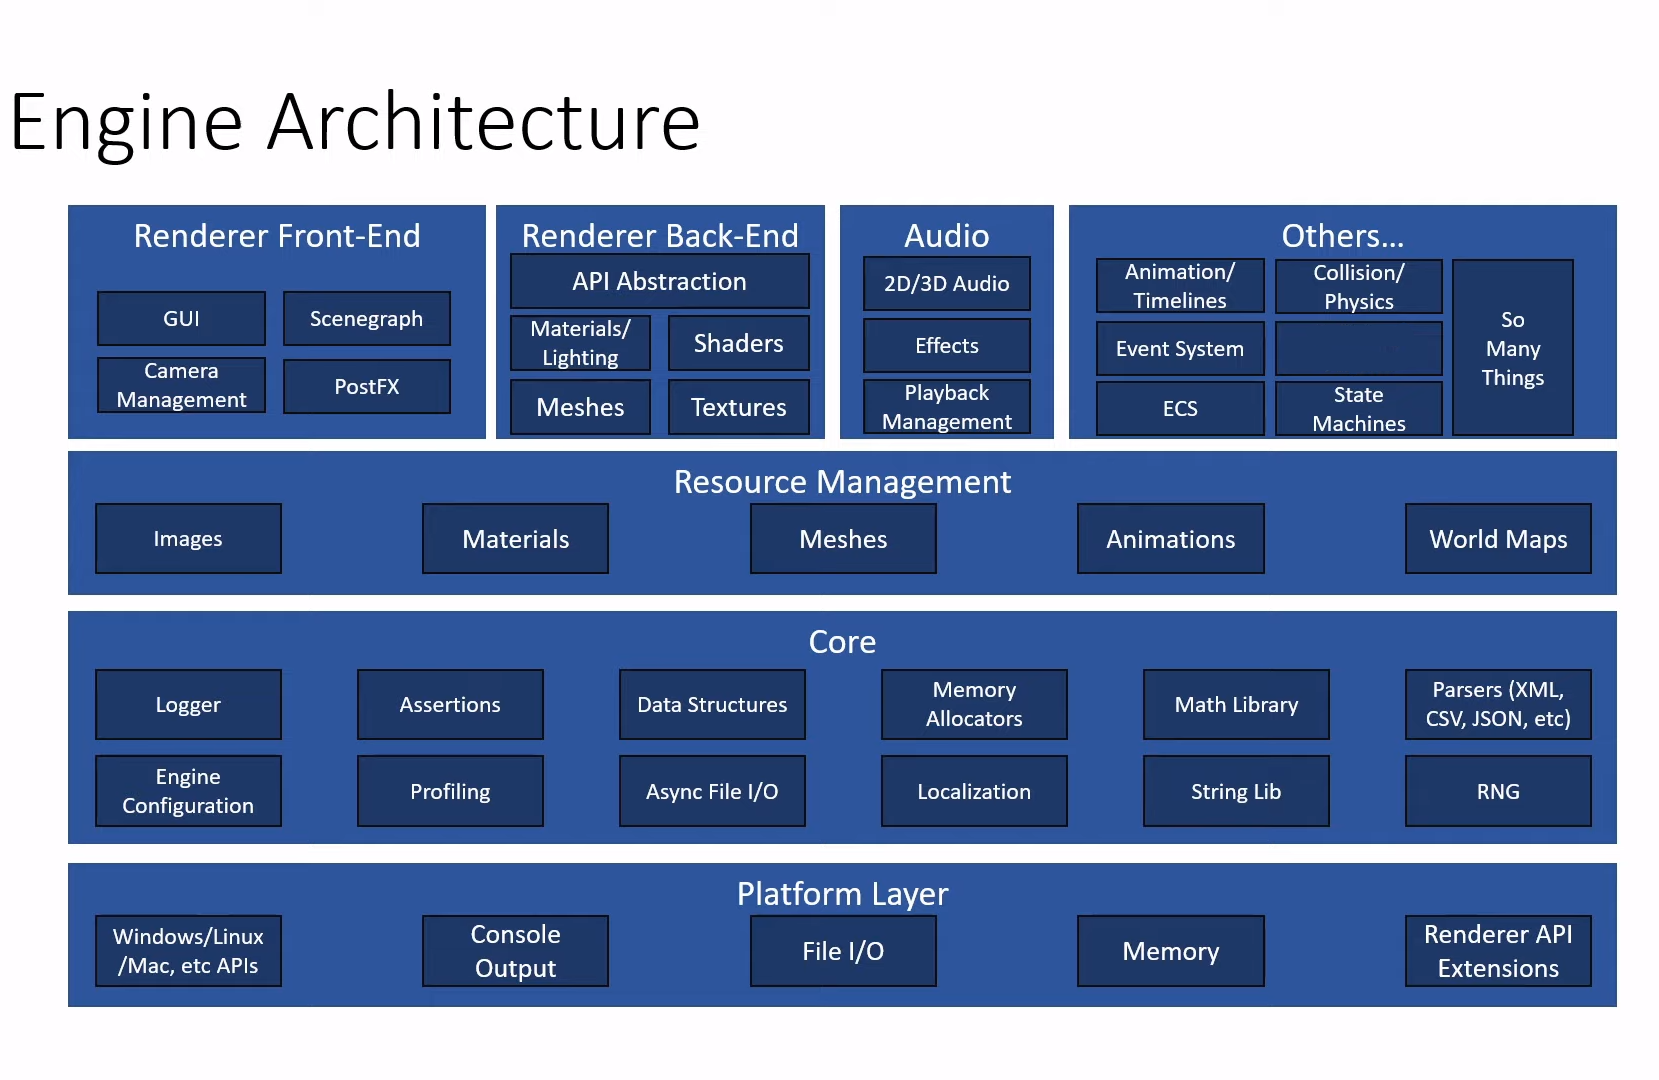 Engine Architecture
Renderer Front-End
GUI
Scenegraph
Camera
Management
PostFX
Renderer Back-End
API Abstraction
Materials/
Lighting
Shaders
Meshes
Textures
Audio
2D/3D Audio
Effects
Playback
Management
Others...
Animation/
Timelines
Collision/
Physics
Event System
ECS
State
Machines
So
Many
Things
Resource Management
Images
Materials
Meshes
Animations
World Maps
Core
Logger
Assertions
Data Structures
Memory
Allocators
Math Library
Parsers (XML,
CSV, JSON, etc)
Engine
Configuration
Profiling
Async File I/O
Localization
String Lib
RNG
Platform Layer
Windows/Linux
/Mac, etc APIs
Console
Output
File I/O
Memory
Renderer API
Extensions